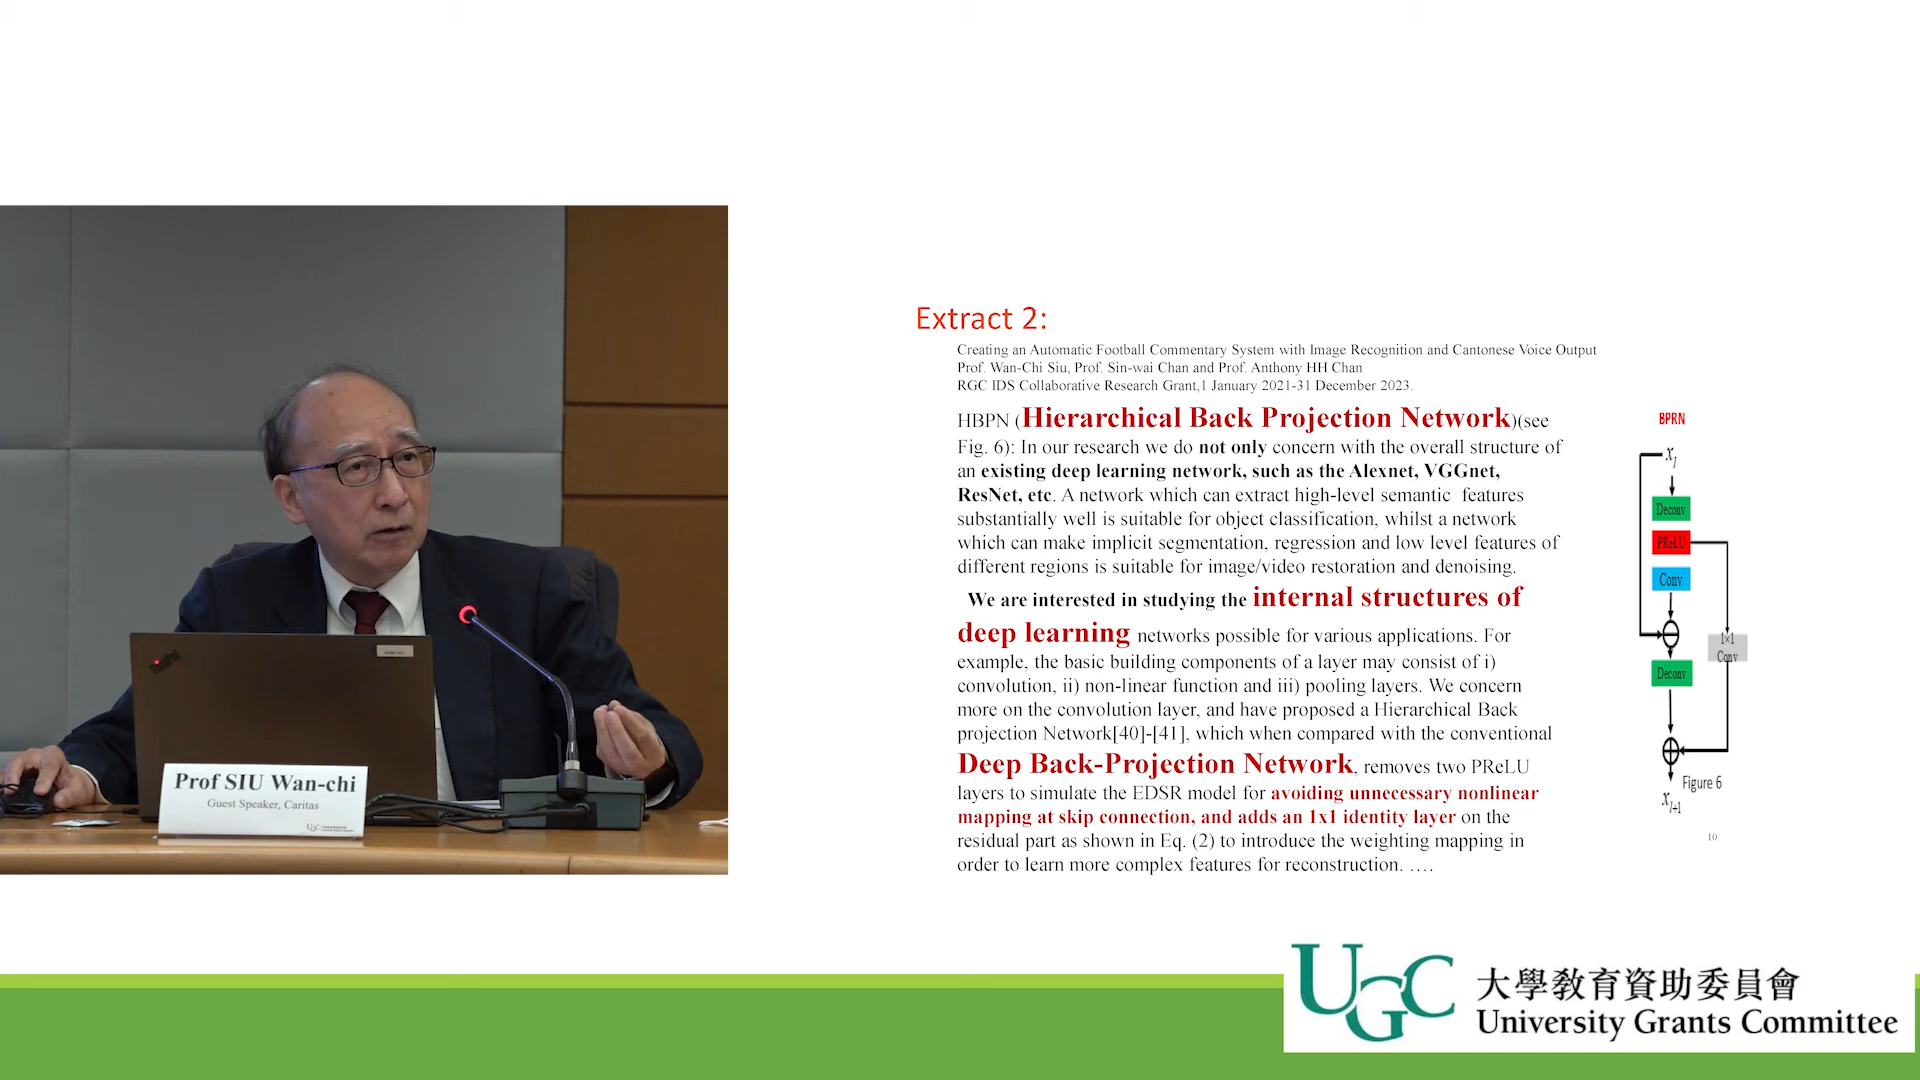 Extract 2:
Creating an Automatic Football Commentary System with Image Recognition and Cantonese Voice Output
Prof. Wan-Chi Siu, Prof. Sin-wai Chan and Prof. Anthony HH Chan
RGC IDS Collaborative Research Grant,1 January 2021-31 December 2023.
HBPN (Hierarchical Back Projection Network)(see
Fig. 6): In our research we do not only concern with the overall structure of
an existing deep learning network, such as the Alexnet, VGGnet,
ResNet, etc. A network which can extract high-level semantic features
substantially well is suitable for object classification, whilst a network
which can make implicit segmentation, regression and low level features of
different regions is suitable for image/video restoration and denoising.
We are interested in studying the internal structures of
deep learning networks possible for various applications. For
example, the basic building components of a layer may consist of i)
convolution, ii) non-linear function and iii) pooling layers. We concern
more on the convolution layer, and have proposed a Hierarchical Back
projection Network[40]-[41], which when compared with the conventional
Deep Back-Projection Network, removes two PReLU
layers to simulate the EDSR model for avoiding unnecessary nonlinear
mapping at skip connection, and adds an 1x1 identity layer on the
residual part as shown in Eq. (2) to introduce the weighting mapping in
order to learn more complex features for reconstruction. ….
BPRN
x_l
Deconv
PReLU
Conv
1×1
Conv
Deconv
Figure 6
x_{l+1}
10
Prof SIU Wan-chi
Guest Speaker, Caritas
ThinkPad
UGC
大學教育資助委員會
University Grants Committee